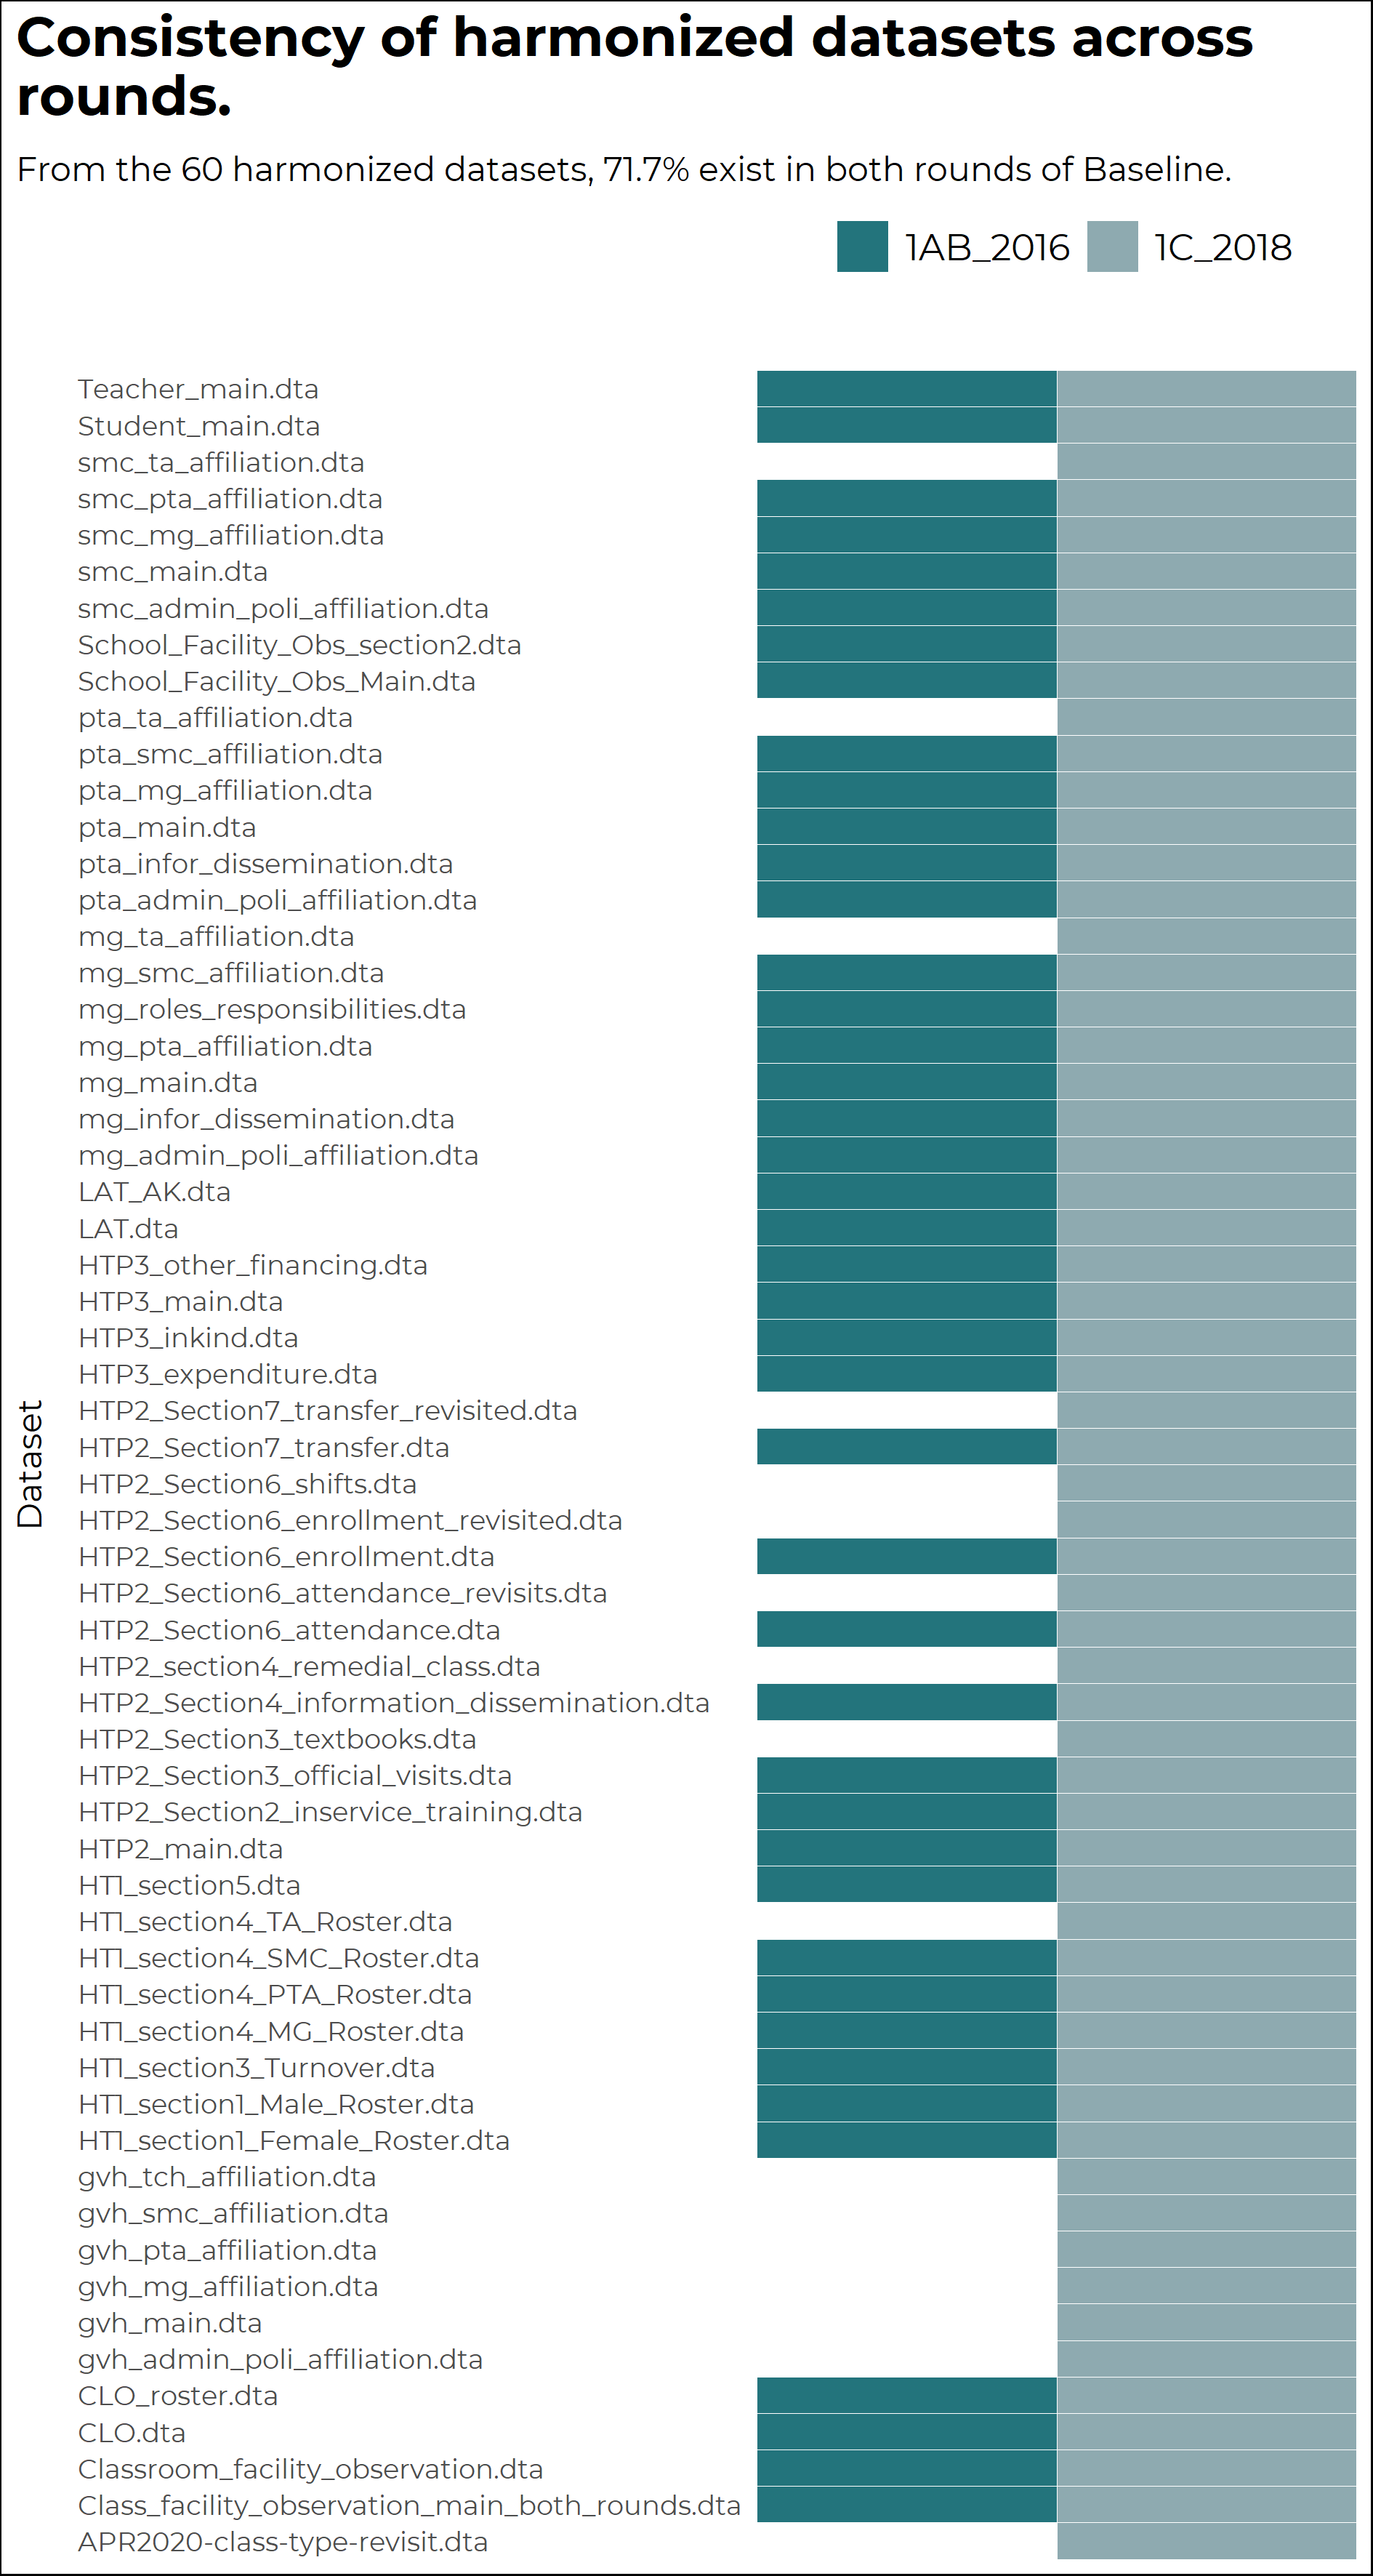 Consistency of harmonized datasets across
rounds.
From the 60 harmonized datasets, 71.7% exist in both rounds of Baseline.
1AB_2016 1C_2018
Teacher_main.dta
Student_main.dta
smc_ta_affiliation.dta
smc_pta_affiliation.dta
smc_mg_affiliation.dta
smc_main.dta
smc_admin_poli_affiliation.dta
School_Facility_Obs_section2.dta
School_Facility_Obs_Main.dta
pta_ta_affiliation.dta
pta_smc_affiliation.dta
pta_mg_affiliation.dta
pta_main.dta
pta_infor_dissemination.dta
pta_admin_poli_affiliation.dta
mg_ta_affiliation.dta
mg_smc_affiliation.dta
mg_roles_responsibilities.dta
mg_pta_affiliation.dta
mg_main.dta
mg_infor_dissemination.dta
mg_admin_poli_affiliation.dta
LAT_AK.dta
LAT.dta
HTP3_other_financing.dta
HTP3_main.dta
HTP3_inkind.dta
HTP3_expenditure.dta
HTP2_Section7_transfer_revisited.dta
HTP2_Section7_transfer.dta
HTP2_Section6_shifts.dta
HTP2_Section6_enrollment_revisited.dta
HTP2_Section6_enrollment.dta
HTP2_Section6_attendance_revisits.dta
HTP2_Section6_attendance.dta
HTP2_section4_remedial_class.dta
HTP2_Section4_information_dissemination.dta
HTP2_Section3_textbooks.dta
HTP2_Section3_official_visits.dta
HTP2_Section2_inservice_training.dta
HTP2_main.dta
HT1_section5.dta
HT1_section4_TA_Roster.dta
HT1_section4_SMC_Roster.dta
HT1_section4_PTA_Roster.dta
HT1_section4_MG_Roster.dta
HT1_section3_Turnover.dta
HT1_section1_Male_Roster.dta
HT1_section1_Female_Roster.dta
gvh_tch_affiliation.dta
gvh_smc_affiliation.dta
gvh_pta_affiliation.dta
gvh_mg_affiliation.dta
gvh_main.dta
gvh_admin_poli_affiliation.dta
CLO_roster.dta
CLO.dta
Classroom_facility_observation.dta
Class_facility_observation_main_both_rounds.dta
APR2020-class-type-revisit.dta
Dataset